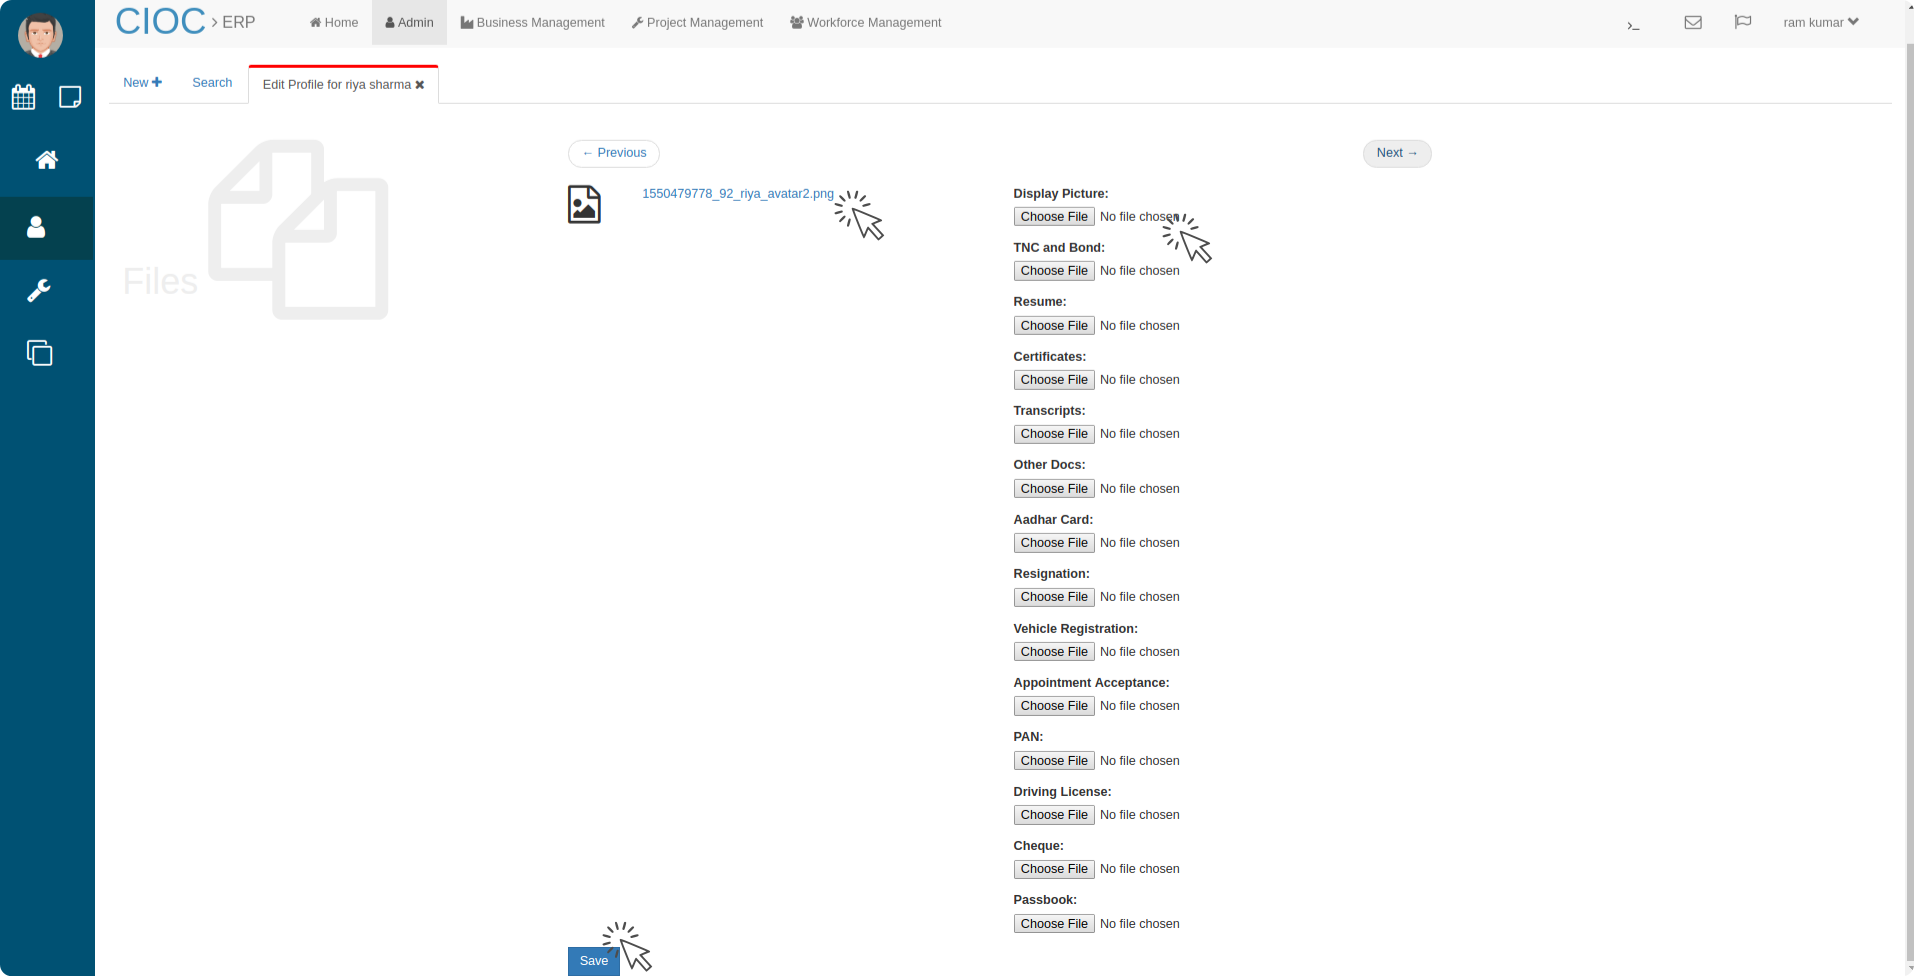 CIOC > ERP
Home
Admin
Business Management
Project Management
Workforce Management
ram kumar
New
Search
Edit Profile for riya sharma
Files
← Previous
Next →
1550479778_92_riya_avatar2.png
Display Picture:
Choose File No file chosen
TNC and Bond:
Choose File No file chosen
Resume:
Choose File No file chosen
Certificates:
Choose File No file chosen
Transcripts:
Choose File No file chosen
Other Docs:
Choose File No file chosen
Aadhar Card:
Choose File No file chosen
Resignation:
Choose File No file chosen
Vehicle Registration:
Choose File No file chosen
Appointment Acceptance:
Choose File No file chosen
PAN:
Choose File No file chosen
Driving License:
Choose File No file chosen
Cheque:
Choose File No file chosen
Passbook:
Choose File No file chosen
Save